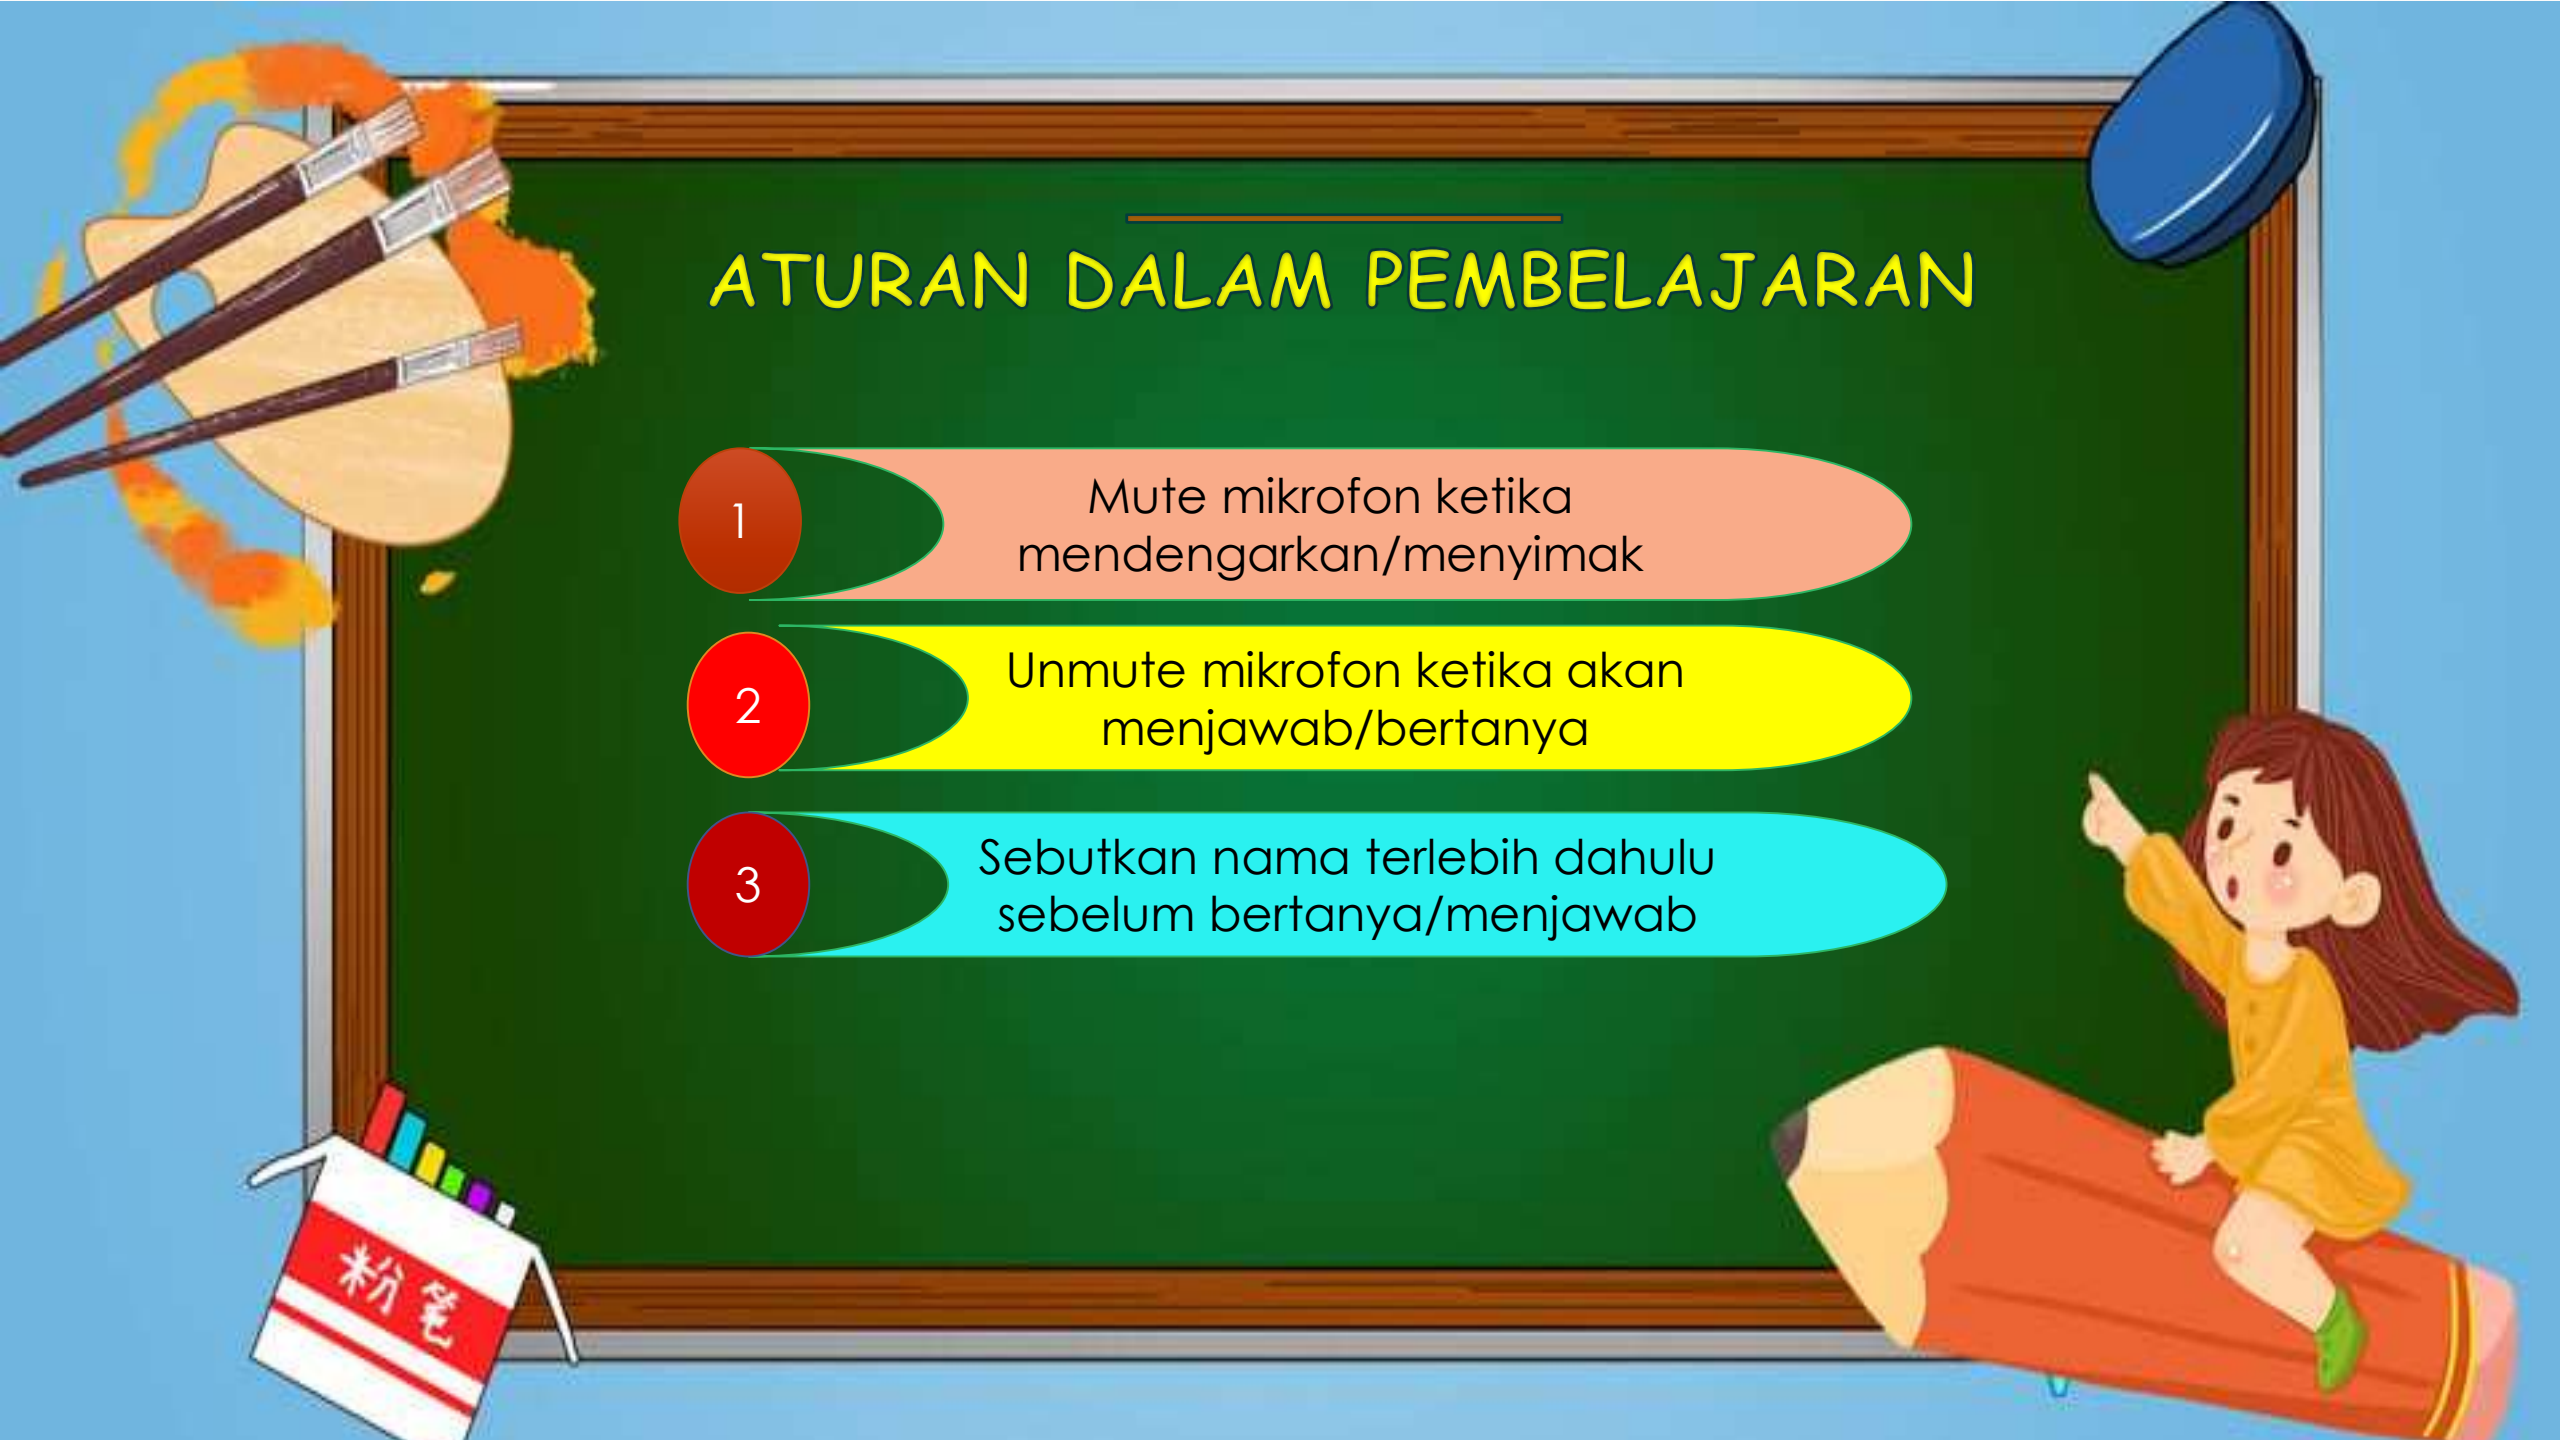 ATURAN DALAM PEMBELAJARAN
1
Mute mikrofon ketika
mendengarkan/menyimak
2
Unmute mikrofon ketika akan
menjawab/bertanya
3
Sebutkan nama terlebih dahulu
sebelum bertanya/menjawab
粉笔